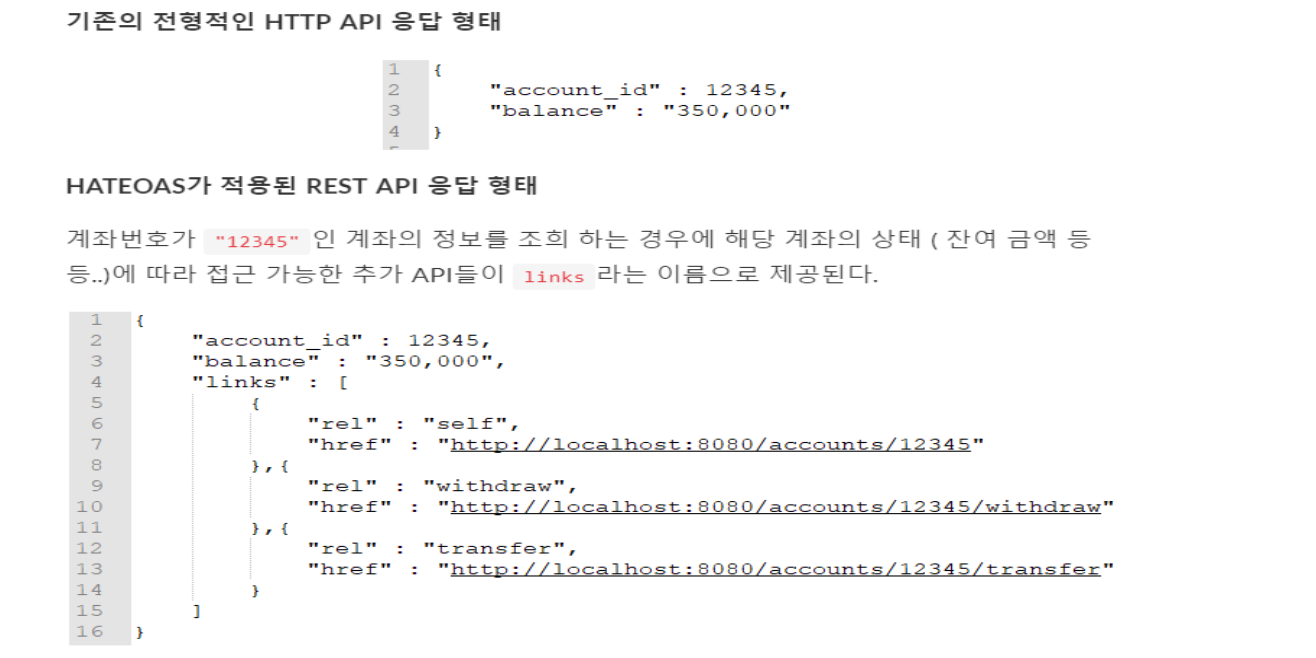 기존의 전형적인 HTTP API 응답 형태
1 {
2 "account_id" : 12345,
3 "balance" : "350,000"
4 }
HATEOAS가 적용된 REST API 응답 형태
계좌번호가 "12345" 인 계좌의 정보를 조희 하는 경우에 해당 계좌의 상태 ( 잔여 금액 등
등..)에 따라 접근 가능한 추가 API들이 links 라는 이름으로 제공된다.
1 {
2 "account_id" : 12345,
3 "balance" : "350,000",
4 "links" : [
5 {
6 "rel" : "self",
7 "href" : "http://localhost:8080/accounts/12345"
8 },{
9 "rel" : "withdraw",
10 "href" : "http://localhost:8080/accounts/12345/withdraw"
11 },{
12 "rel" : "transfer",
13 "href" : "http://localhost:8080/accounts/12345/transfer"
14 }
15 ]
16 }